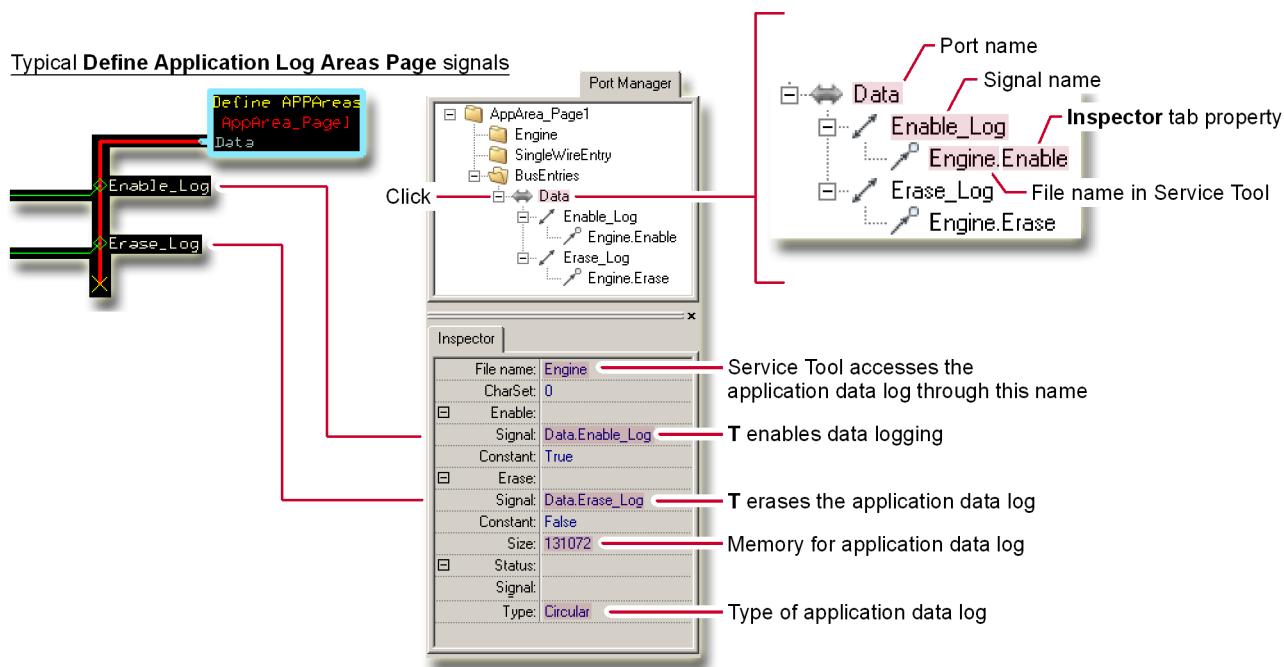 Typical Define Application Log Areas Page signals
Define APPAreas
AppArea_Page1
Data
Enable_Log
Erase_Log
Click
Port Manager
AppArea_Page1
Engine
SingleWireEntry
BusEntries
Data
Enable_Log
Engine.Enable
Erase_Log
Engine.Erase
Data
Enable_Log
Engine.Enable
Erase_Log
Engine.Erase
Port name
Signal name
Inspector tab property
File name in Service Tool
Inspector
File name: Engine
CharSet: 0
Enable:
Signal: Data.Enable_Log
Constant: True
Erase:
Signal: Data.Erase_Log
Constant: False
Size: 131072
Status:
Signal:
Type: Circular
Service Tool accesses the
application data log through this name
T enables data logging
T erases the application data log
Memory for application data log
Type of application data log